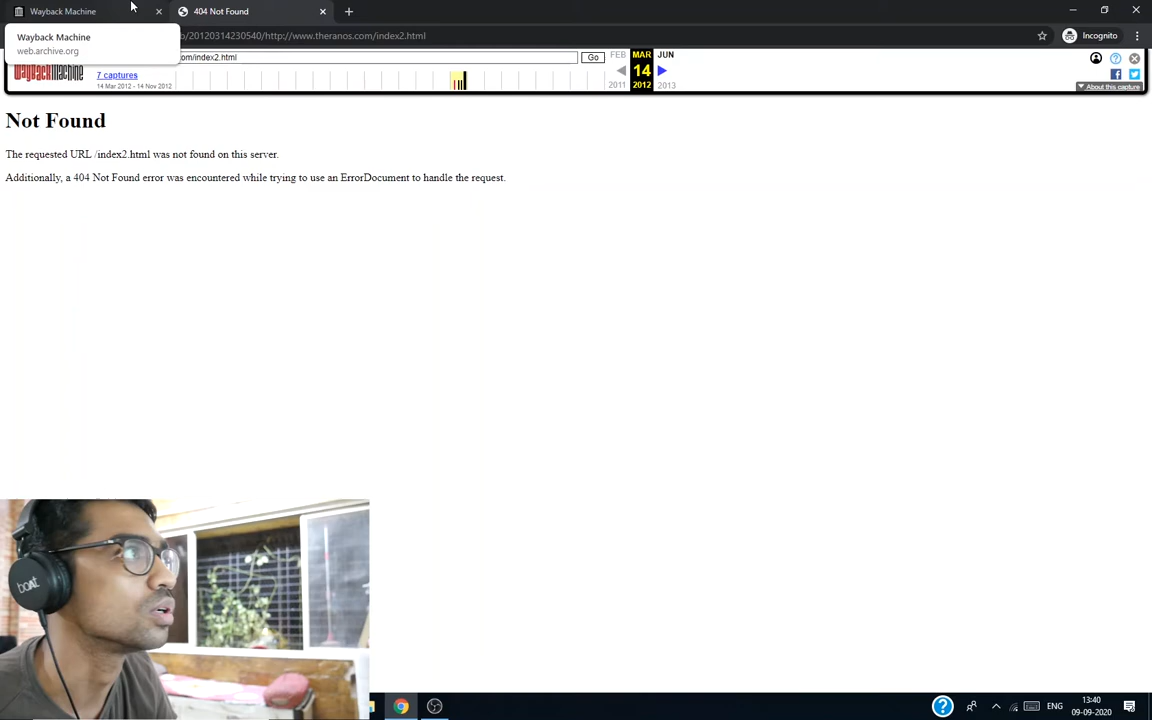 Wayback Machine
404 Not Found
Wayback Machine
web.archive.org
b/20120314230540/http://www.theranos.com/index2.html
Incognito
om/index2.html
Go
FEB
MAR
JUN
WayBackMachine
7 captures
14 Mar 2012 - 14 Nov 2012
14
2011
2012
2013
About this capture
Not Found
The requested URL /index2.html was not found on this server.
Additionally, a 404 Not Found error was encountered while trying to use an ErrorDocument to handle the request.
boAt
ENG
13:40
09-09-2020